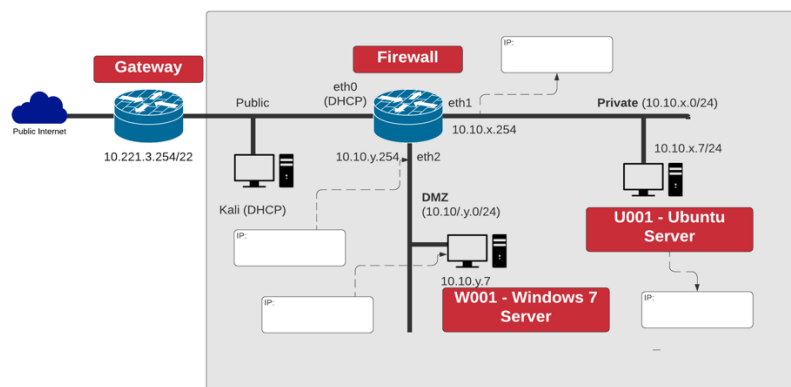 IP:
Gateway
Firewall
eth0
(DHCP)
eth1
Public
Private (10.10.x.0/24)
Public Internet
10.10.x.254
10.221.3.254/22
10.10.y.254
eth2
10.10.x.7/24
Kali (DHCP)
DMZ
(10.10/.y.0/24)
U001 - Ubuntu
Server
IP:
10.10.y.7
W001 - Windows 7
Server
IP:
IP: